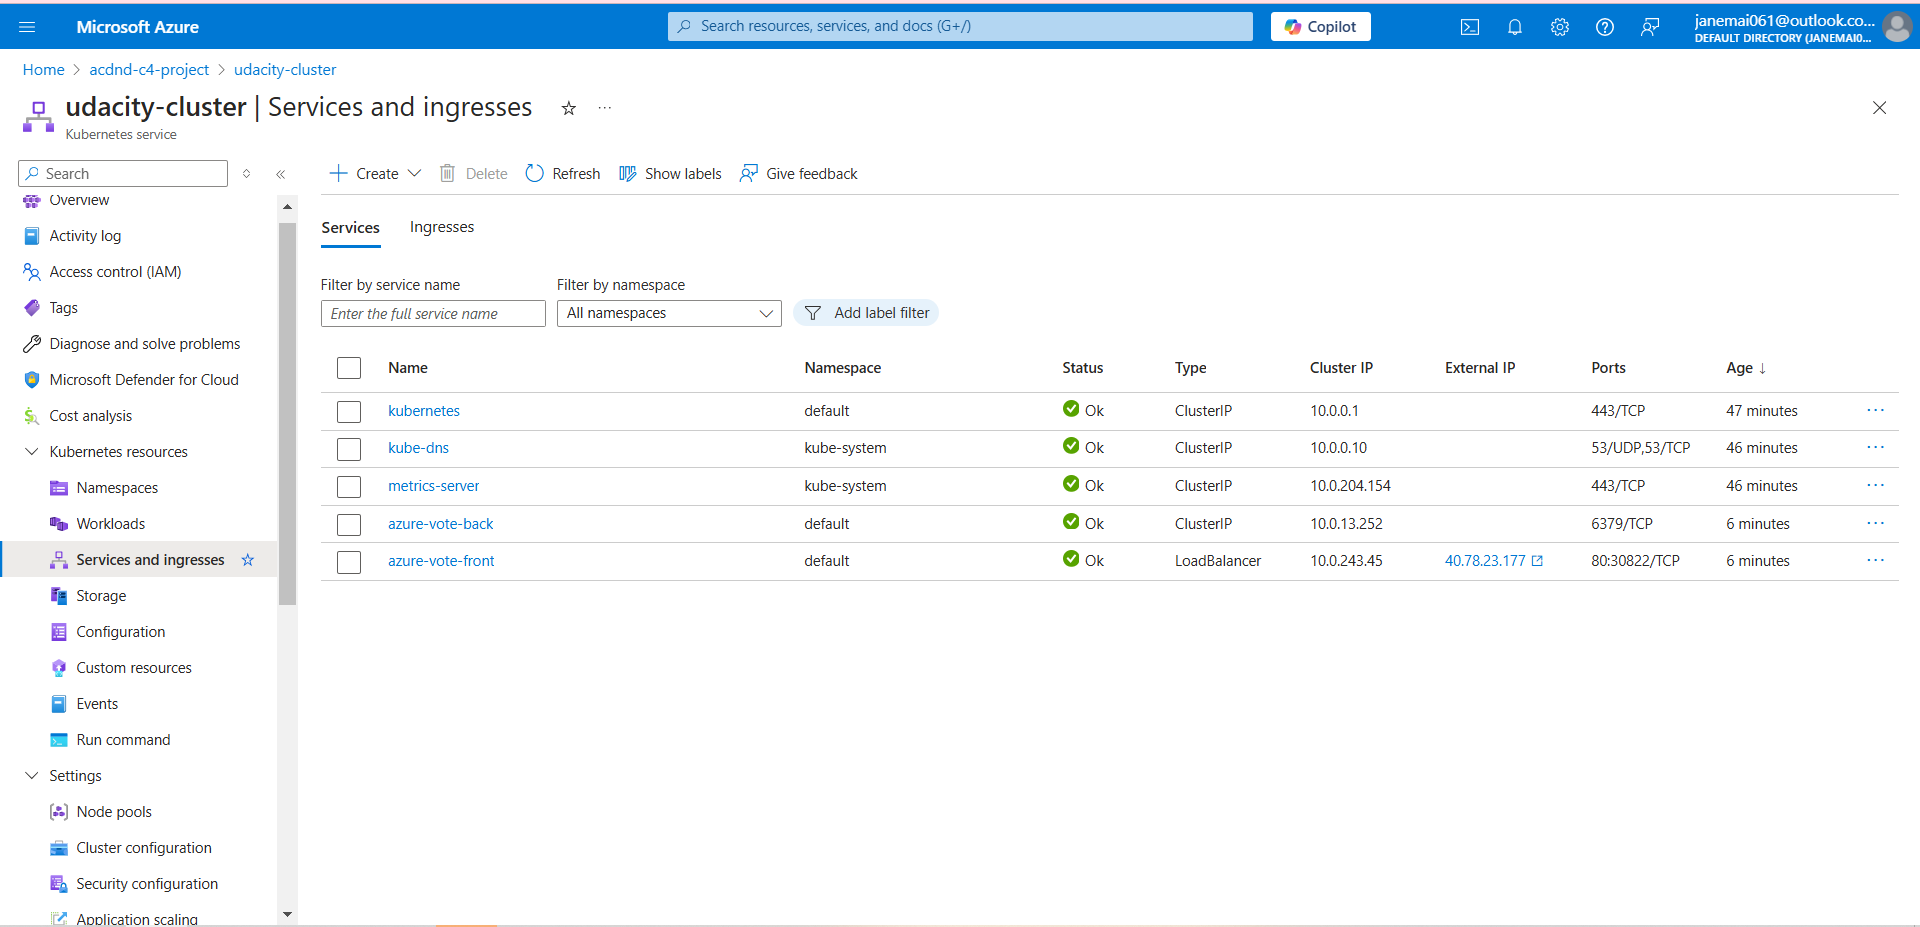 Microsoft Azure
Search resources, services, and docs (G+/)
Copilot
janemai061@outlook.co...
DEFAULT DIRECTORY (JANEMAI0...
Home > acdnd-c4-project > udacity-cluster
udacity-cluster | Services and ingresses
Kubernetes service
Search
Create
Delete
Refresh
Show labels
Give feedback
Overview
Activity log
Access control (IAM)
Tags
Diagnose and solve problems
Microsoft Defender for Cloud
Cost analysis
Kubernetes resources
Namespaces
Workloads
Services and ingresses
Storage
Configuration
Custom resources
Events
Run command
Settings
Node pools
Cluster configuration
Security configuration
Application scaling
Services Ingresses
Filter by service name
Enter the full service name
Filter by namespace
All namespaces
Add label filter
Name Namespace Status Type Cluster IP External IP Ports Age ↓
kubernetes default Ok ClusterIP 10.0.0.1 443/TCP 47 minutes ...
kube-dns kube-system Ok ClusterIP 10.0.0.10 53/UDP,53/TCP 46 minutes ...
metrics-server kube-system Ok ClusterIP 10.0.204.154 443/TCP 46 minutes ...
azure-vote-back default Ok ClusterIP 10.0.13.252 6379/TCP 6 minutes ...
azure-vote-front default Ok LoadBalancer 10.0.243.45 40.78.23.177 80:30822/TCP 6 minutes ...